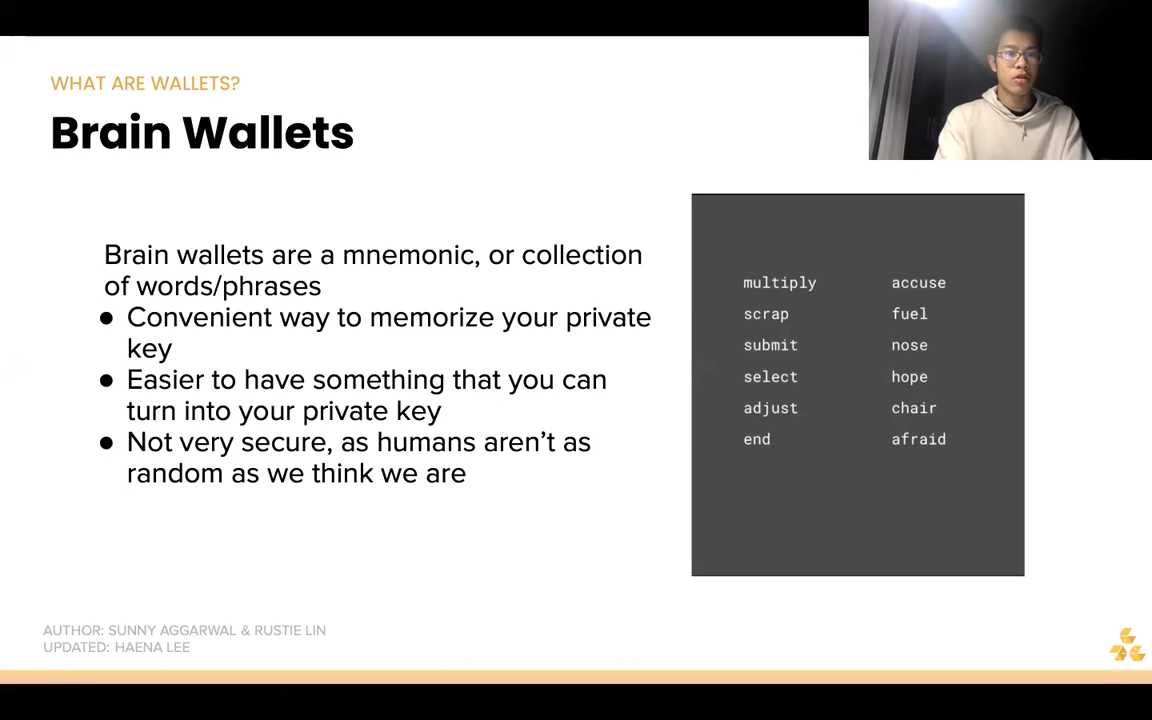 WHAT ARE WALLETS?
Brain Wallets
Brain wallets are a mnemonic, or collection
of words/phrases
● Convenient way to memorize your private
key
● Easier to have something that you can
turn into your private key
● Not very secure, as humans aren’t as
random as we think we are
multiply accuse
scrap fuel
submit nose
select hope
adjust chair
end afraid
AUTHOR: SUNNY AGGARWAL & RUSTIE LIN
UPDATED: HAENA LEE